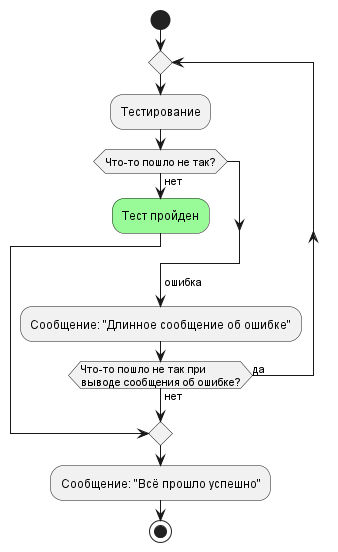 Тестирование
Что-то пошло не так?
нет
Тест пройден
ошибка
Сообщение: "Длинное сообщение об ошибке"
Что-то пошло не так при
выводе сообщения об ошибке?
да
нет
Сообщение: "Всё прошло успешно"